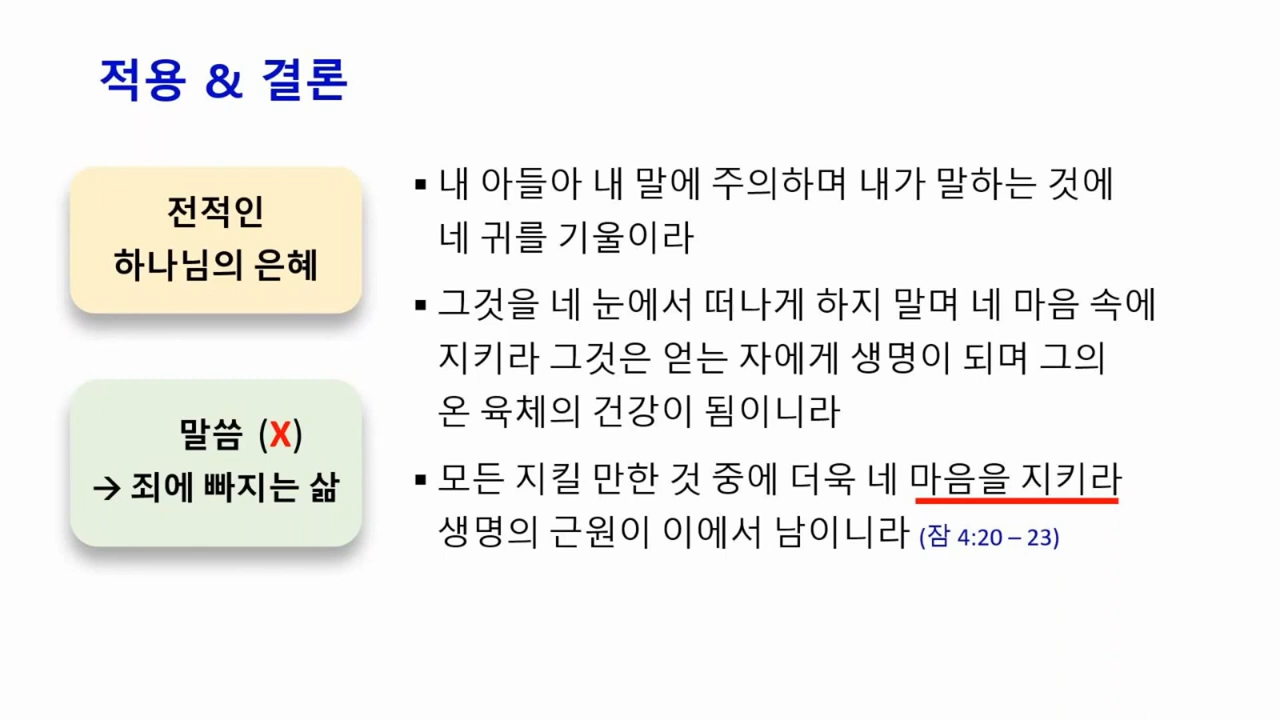 적용 & 결론
전적인
하나님의 은혜
말씀 (X)
→ 죄에 빠지는 삶
▪ 내 아들아 내 말에 주의하며 내가 말하는 것에
네 귀를 기울이라
▪ 그것을 네 눈에서 떠나게 하지 말며 네 마음 속에
지키라 그것은 얻는 자에게 생명이 되며 그의
온 육체의 건강이 됨이니라
▪ 모든 지킬 만한 것 중에 더욱 네 마음을 지키라
생명의 근원이 이에서 남이니라 (잠 4:20 – 23)